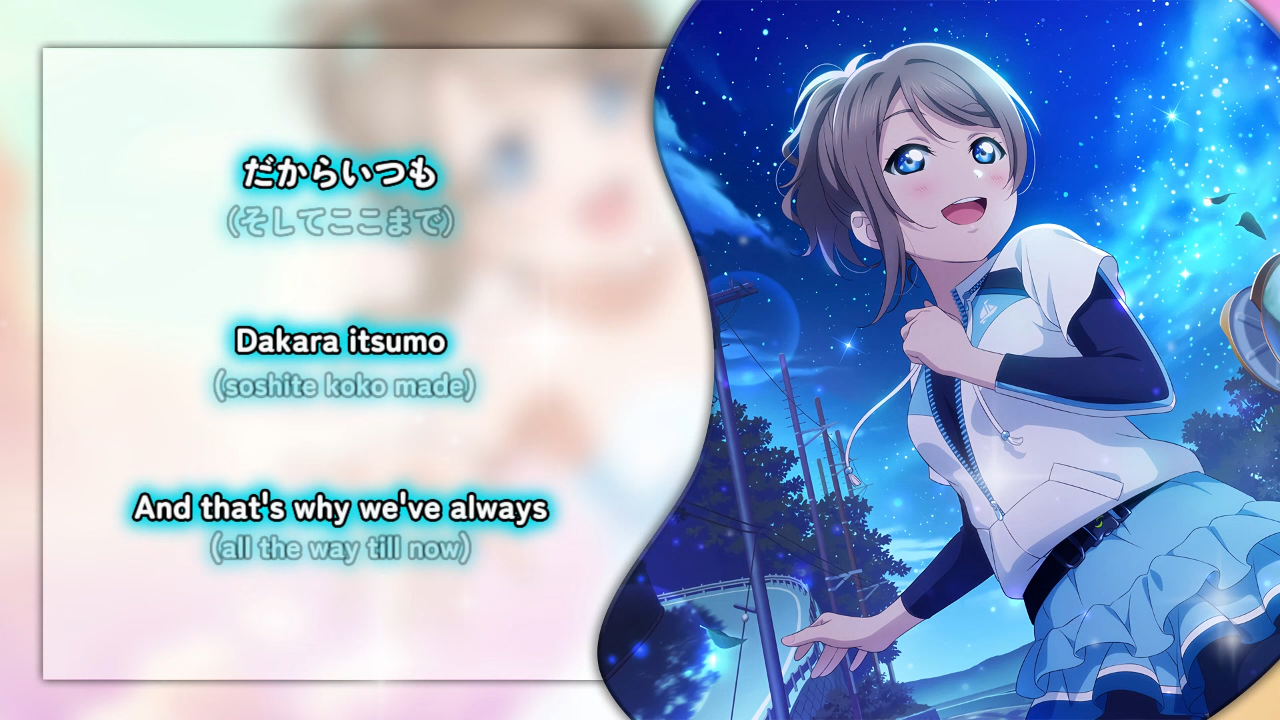 だからいつも
(そしてここまで)
Dakara itsumo
(soshite koko made)
And that's why we've always
(all the way till now)